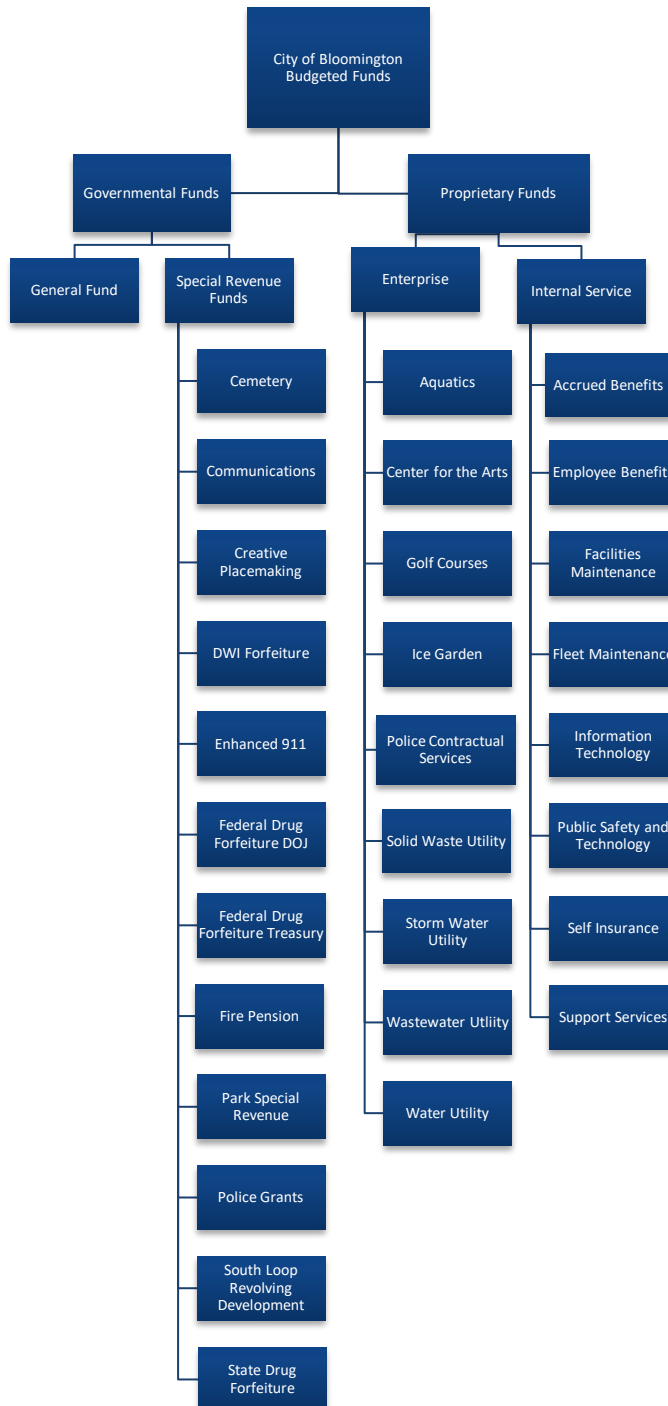 City of Bloomington
Budgeted Funds
Governmental Funds
Proprietary Funds
General Fund
Special Revenue
Funds
Enterprise
Internal Service
Cemetery
Communications
Creative
Placemaking
DWI Forfeiture
Enhanced 911
Federal Drug
Forfeiture DOJ
Federal Drug
Forfeiture Treasury
Fire Pension
Park Special
Revenue
Police Grants
South Loop
Revolving
Development
State Drug
Forfeiture
Aquatics
Center for the Arts
Golf Courses
Ice Garden
Police Contractual
Services
Solid Waste Utility
Storm Water
Utility
Wastewater Utliity
Water Utility
Accrued Benefits
Employee Benefits
Facilities
Maintenance
Fleet Maintenance
Information
Technology
Public Safety and
Technology
Self Insurance
Support Services